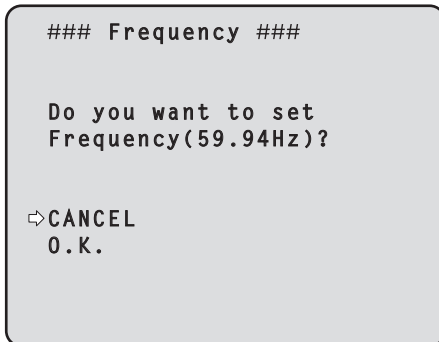 ### Frequency ###
Do you want to set
Frequency(59.94Hz)?
⇨CANCEL
O.K.